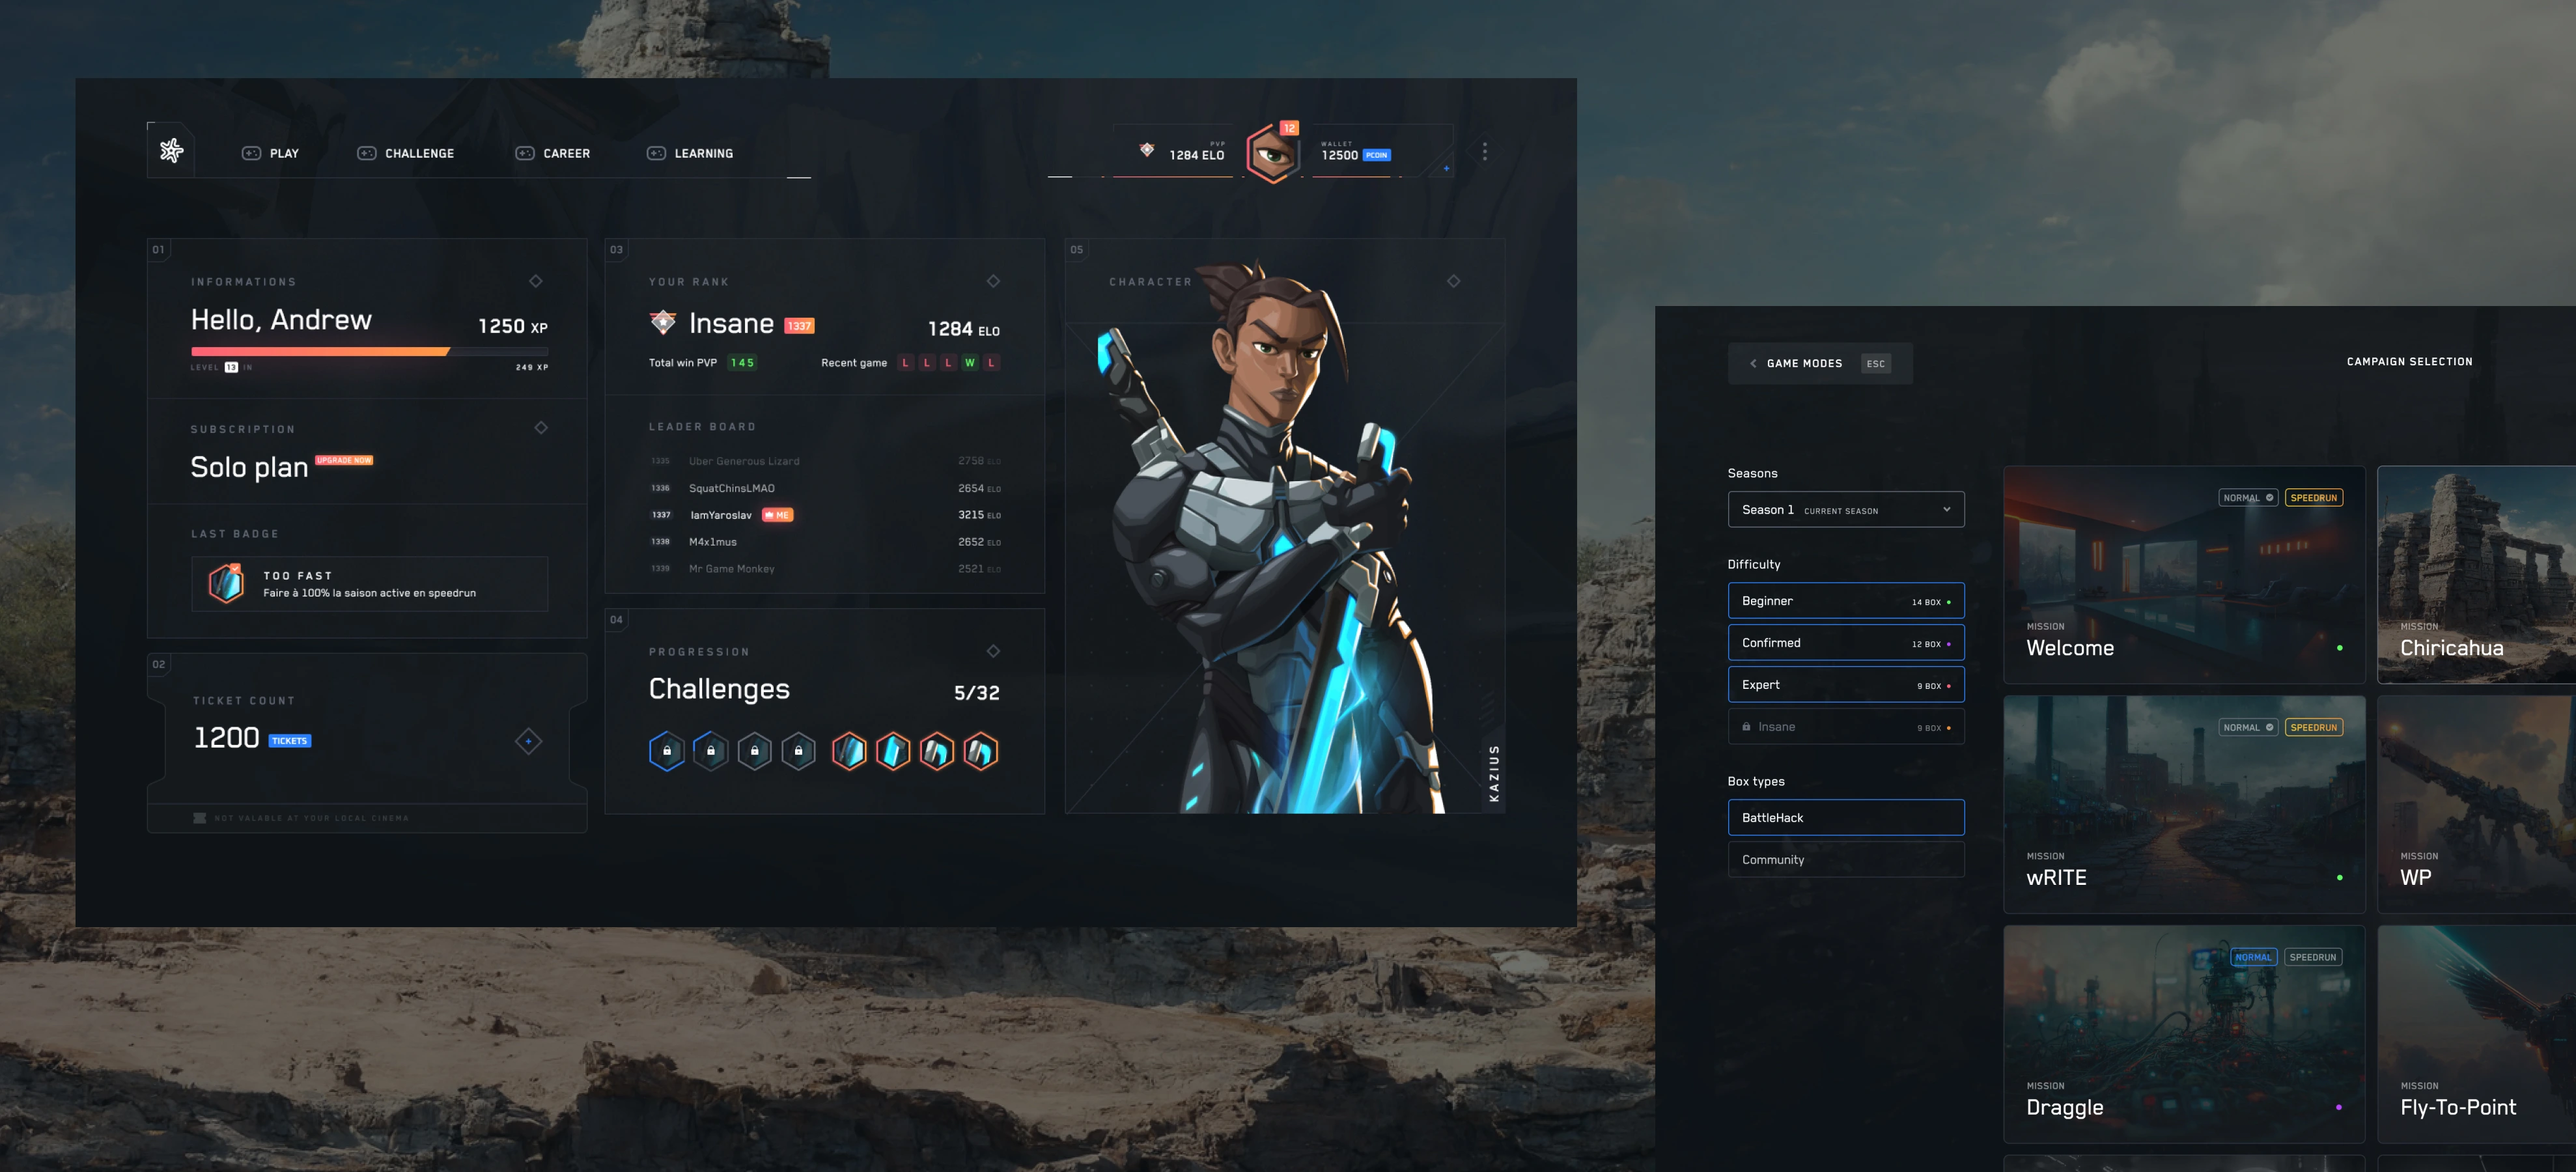 PLAY
CHALLENGE
CAREER
LEARNING
PVP
1284 ELO
12
WALLET
12500 PCOIN
01
INFORMATIONS
Hello, Andrew
1250 XP
LEVEL 13 IN
249 XP
SUBSCRIPTION
Solo plan UPGRADE NOW
LAST BADGE
TOO FAST
Faire à 100% la saison active en speedrun
02
TICKET COUNT
1200 TICKETS
NOT VALABLE AT YOUR LOCAL CINEMA
03
YOUR RANK
Insane 1337
1284 ELO
Total win PVP 145
Recent game L L L W L
LEADER BOARD
1335 Uber Generous Lizard 2758 ELO
1336 SquatChinsLMAO 2654 ELO
1337 IamYaroslav ME 3215 ELO
1338 M4x1mus 2652 ELO
1339 Mr Game Monkey 2521 ELO
04
PROGRESSION
Challenges
5/32
05
CHARACTER
KAZIUS
GAME MODES ESC
CAMPAIGN SELECTION
Seasons
Season 1 CURRENT SEASON
Difficulty
Beginner 14 BOX
Confirmed 12 BOX
Expert 9 BOX
Insane 9 BOX
Box types
BattleHack
Community
NORMAL SPEEDRUN
MISSION
Welcome
MISSION
Chiricahua
NORMAL SPEEDRUN
MISSION
wRITE
MISSION
WP
NORMAL SPEEDRUN
MISSION
Draggle
MISSION
Fly-To-Point